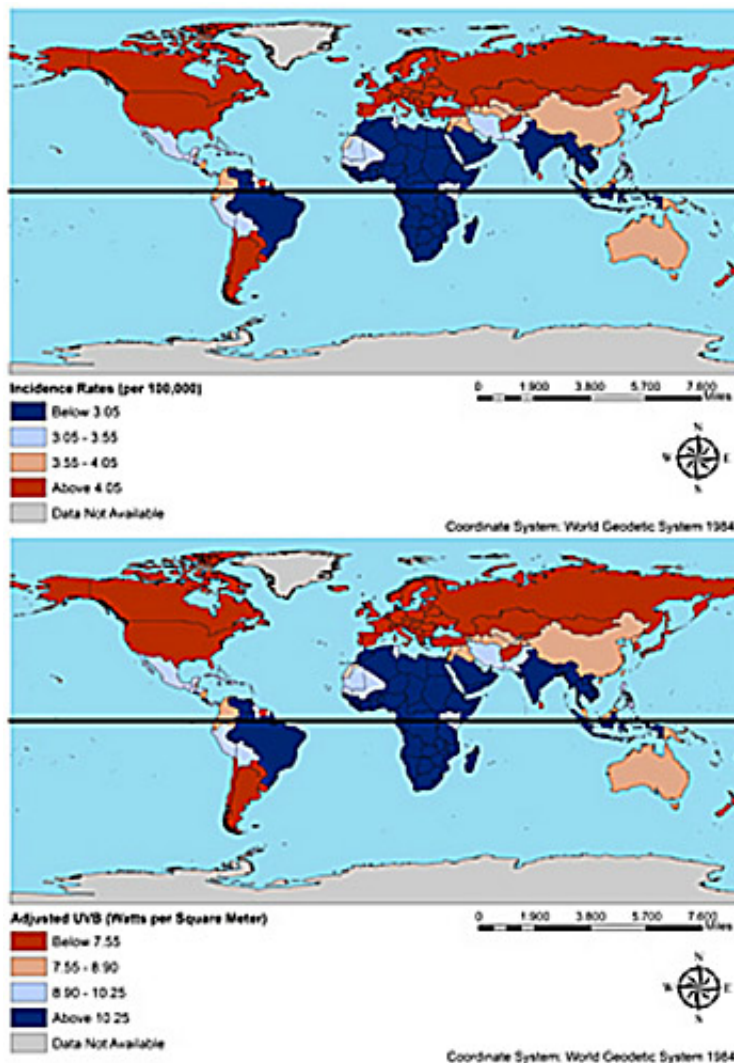 Incidence Rates (per 100,000)
Below 3.05
3.05 - 3.55
3.55 - 4.05
Above 4.05
Data Not Available
0 1,900 3,800 5,700 7,600
Miles
N
W E
Coordinate System: World Geodetic System 1984
Adjusted UVB (Watts per Square Meter)
Below 7.55
7.55 - 8.90
8.90 - 10.25
Above 10.25
Data Not Available
0 1,900 3,800 5,700 7,600
Miles
N
W E
S
Coordinate System: World Geodetic System 1984